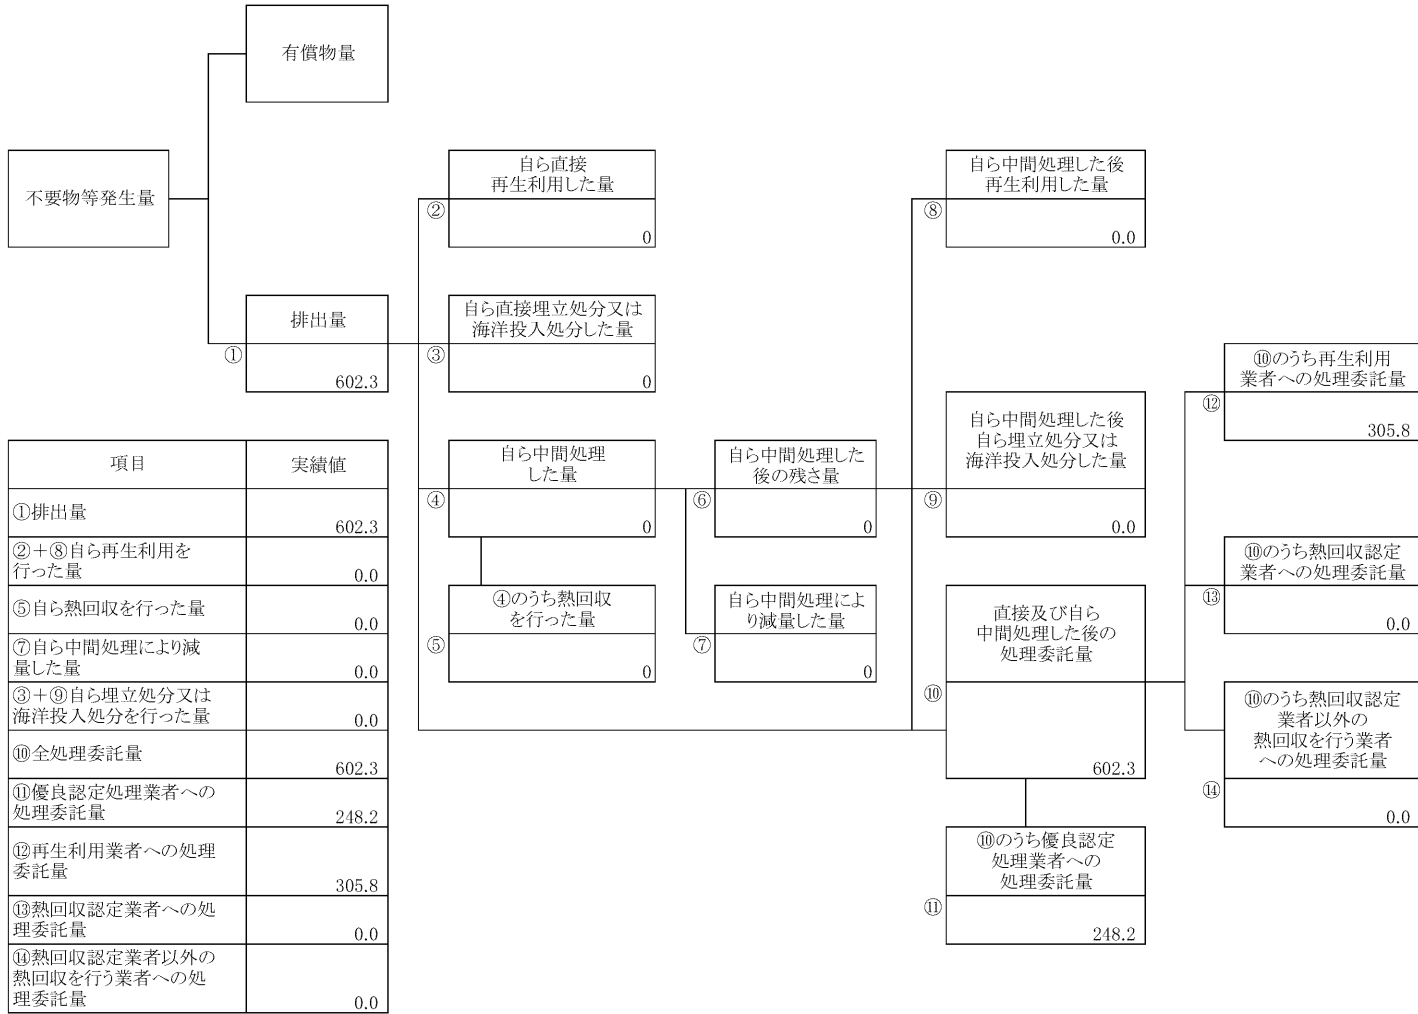 有償物量
不要物等発生量
自ら直接
再生利用した量
②
0
自ら中間処理した後
再生利用した量
⑧
0.0
排出量
①
602.3
自ら直接埋立処分又は
海洋投入処分した量
③
0
⑩のうち再生利用
業者への処理委託量
⑫
305.8
自ら中間処理
した量
④
0
自ら中間処理した
後の残さ量
⑥
0
自ら中間処理した後
自ら埋立処分又は
海洋投入処分した量
⑨
0.0
④のうち熱回収
を行った量
⑤
0
自ら中間処理によ
り減量した量
⑦
0
直接及び自ら
中間処理した後の
処理委託量
⑩
602.3
⑩のうち熱回収認定
業者への処理委託量
⑬
0.0
⑩のうち熱回収認定
業者以外の
熱回収を行う業者
への処理委託量
⑭
0.0
⑩のうち優良認定
処理業者への
処理委託量
⑪
248.2
項目 実績値
①排出量
602.3
②＋⑧自ら再生利用を
行った量
0.0
⑤自ら熱回収を行った量
0.0
⑦自ら中間処理により減
量した量
0.0
③＋⑨自ら埋立処分又は
海洋投入処分を行った量
0.0
⑩全処理委託量
602.3
⑪優良認定処理業者への
処理委託量
248.2
⑫再生利用業者への処理
委託量
305.8
⑬熱回収認定業者への処
理委託量
0.0
⑭熱回収認定業者以外の
熱回収を行う業者への処
理委託量
0.0